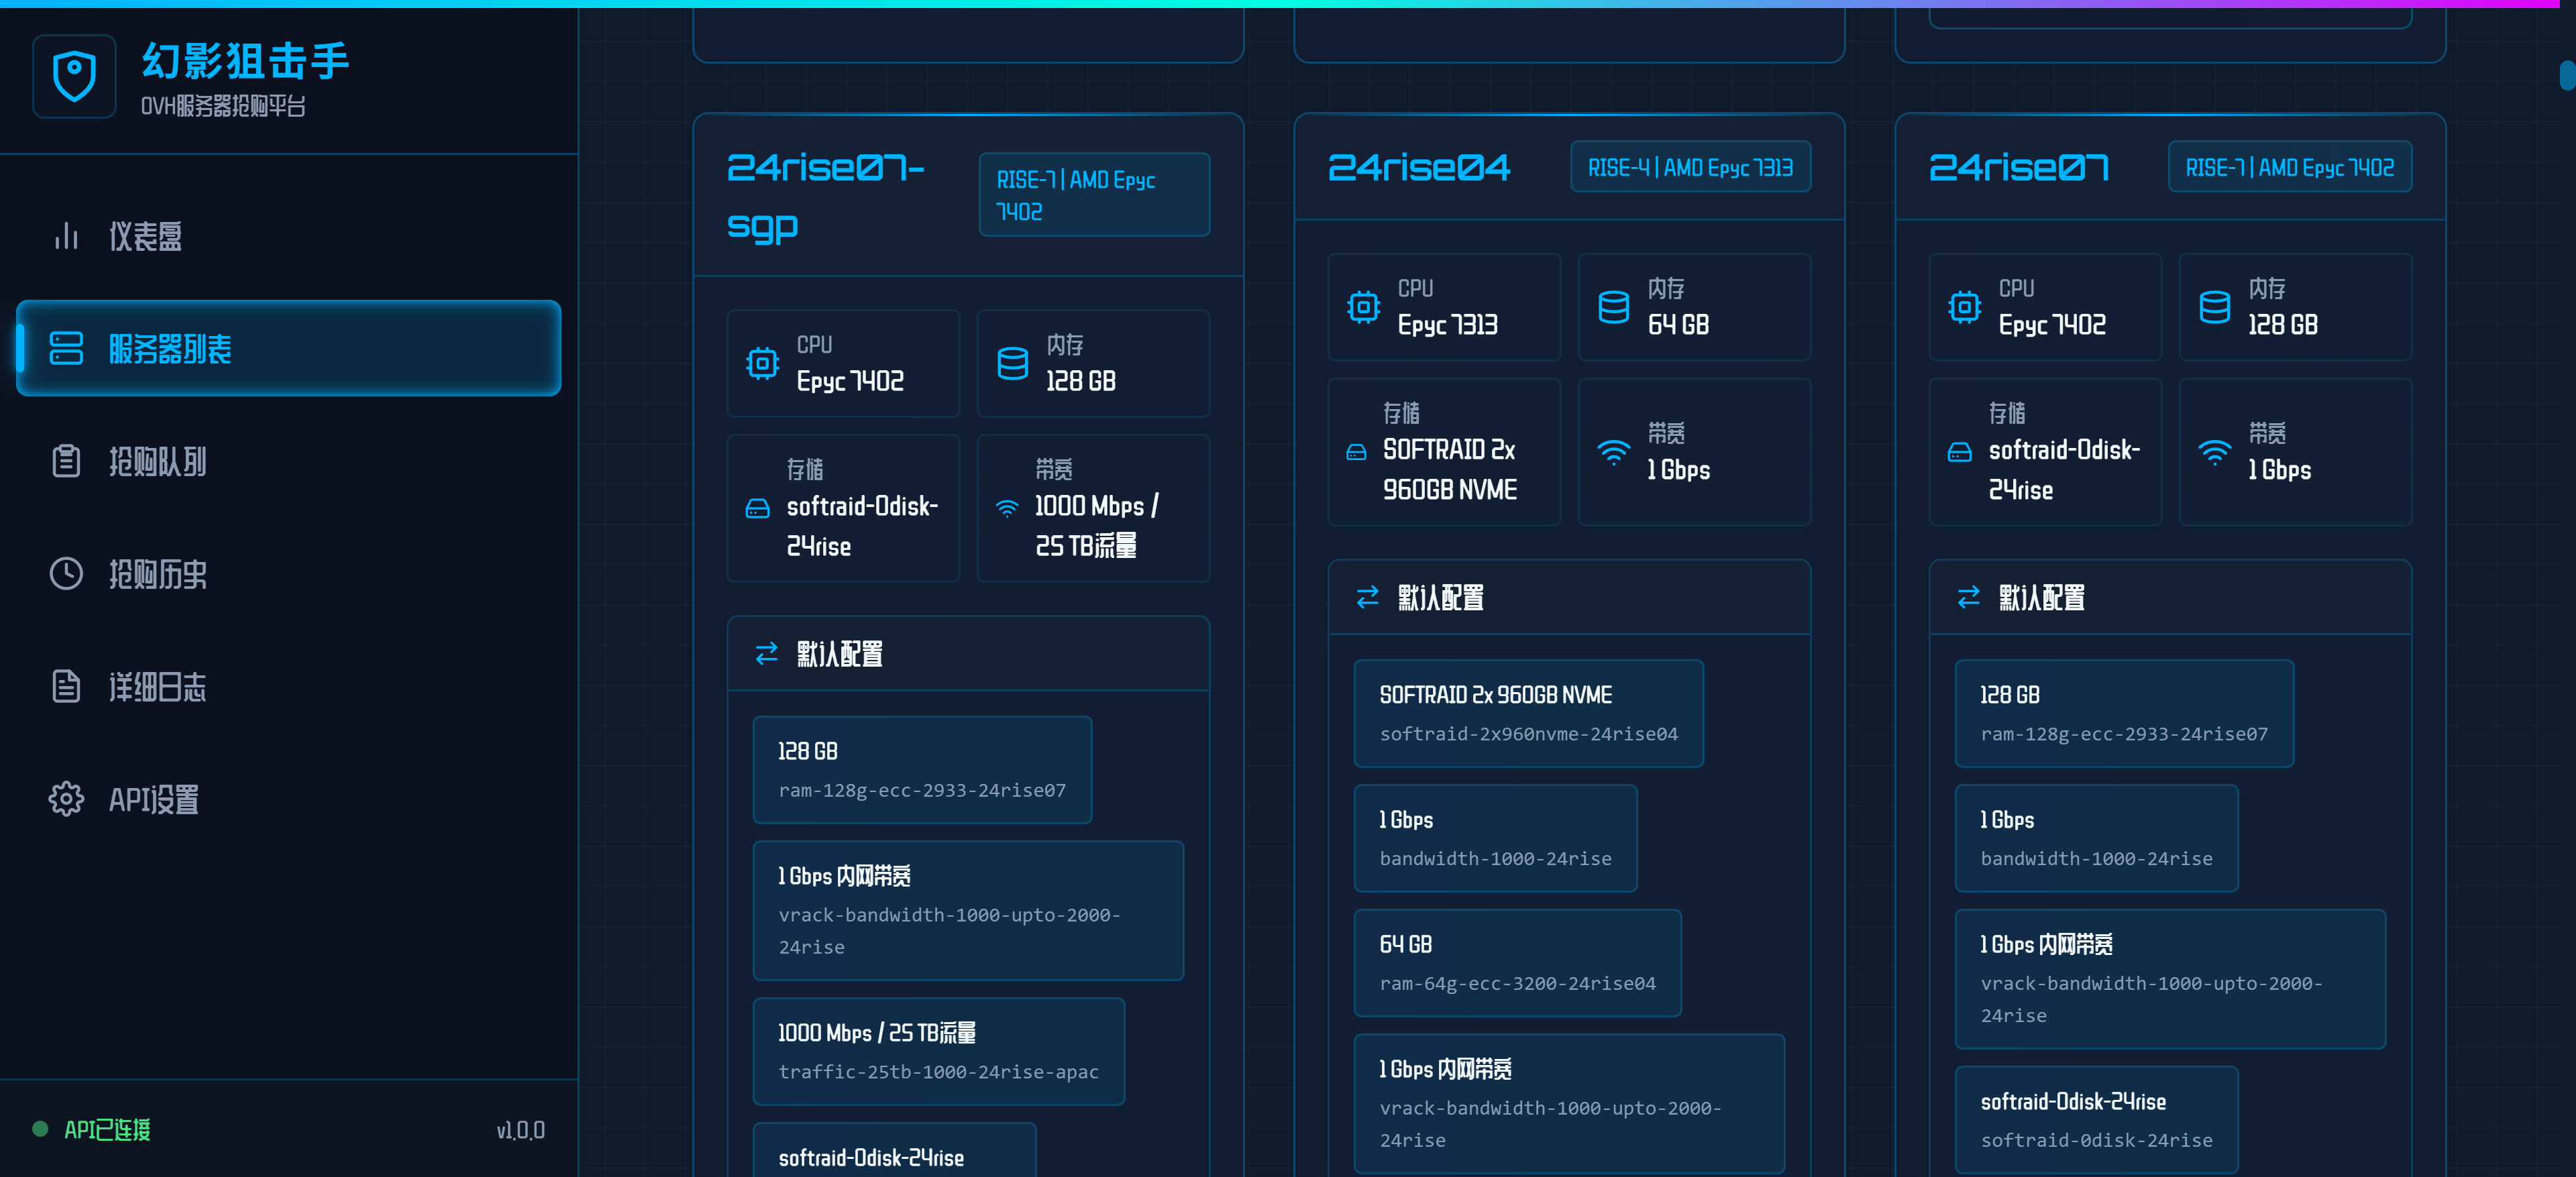 幻影狙击手
OVH服务器抢购平台
仪表盘
服务器列表
抢购队列
抢购历史
详细日志
API设置
API已连接
v1.0.0
24rise07-
sgp
RISE-7 | AMD Epyc
7402
CPU
Epyc 7402
内存
128 GB
存储
softraid-0disk-
24rise
带宽
1000 Mbps /
25 TB流量
默认配置
128 GB
ram-128g-ecc-2933-24rise07
1 Gbps 内网带宽
vrack-bandwidth-1000-upto-2000-
24rise
1000 Mbps / 25 TB流量
traffic-25tb-1000-24rise-apac
softraid-0disk-24rise
24rise04
RISE-4 | AMD Epyc 7313
CPU
Epyc 7313
内存
64 GB
存储
SOFTRAID 2x
960GB NVME
带宽
1 Gbps
默认配置
SOFTRAID 2x 960GB NVME
softraid-2x960nvme-24rise04
1 Gbps
bandwidth-1000-24rise
64 GB
ram-64g-ecc-3200-24rise04
1 Gbps 内网带宽
vrack-bandwidth-1000-upto-2000-
24rise
24rise07
RISE-7 | AMD Epyc 7402
CPU
Epyc 7402
内存
128 GB
存储
softraid-0disk-
24rise
带宽
1 Gbps
默认配置
128 GB
ram-128g-ecc-2933-24rise07
1 Gbps
bandwidth-1000-24rise
1 Gbps 内网带宽
vrack-bandwidth-1000-upto-2000-
24rise
softraid-0disk-24rise
softraid-0disk-24rise